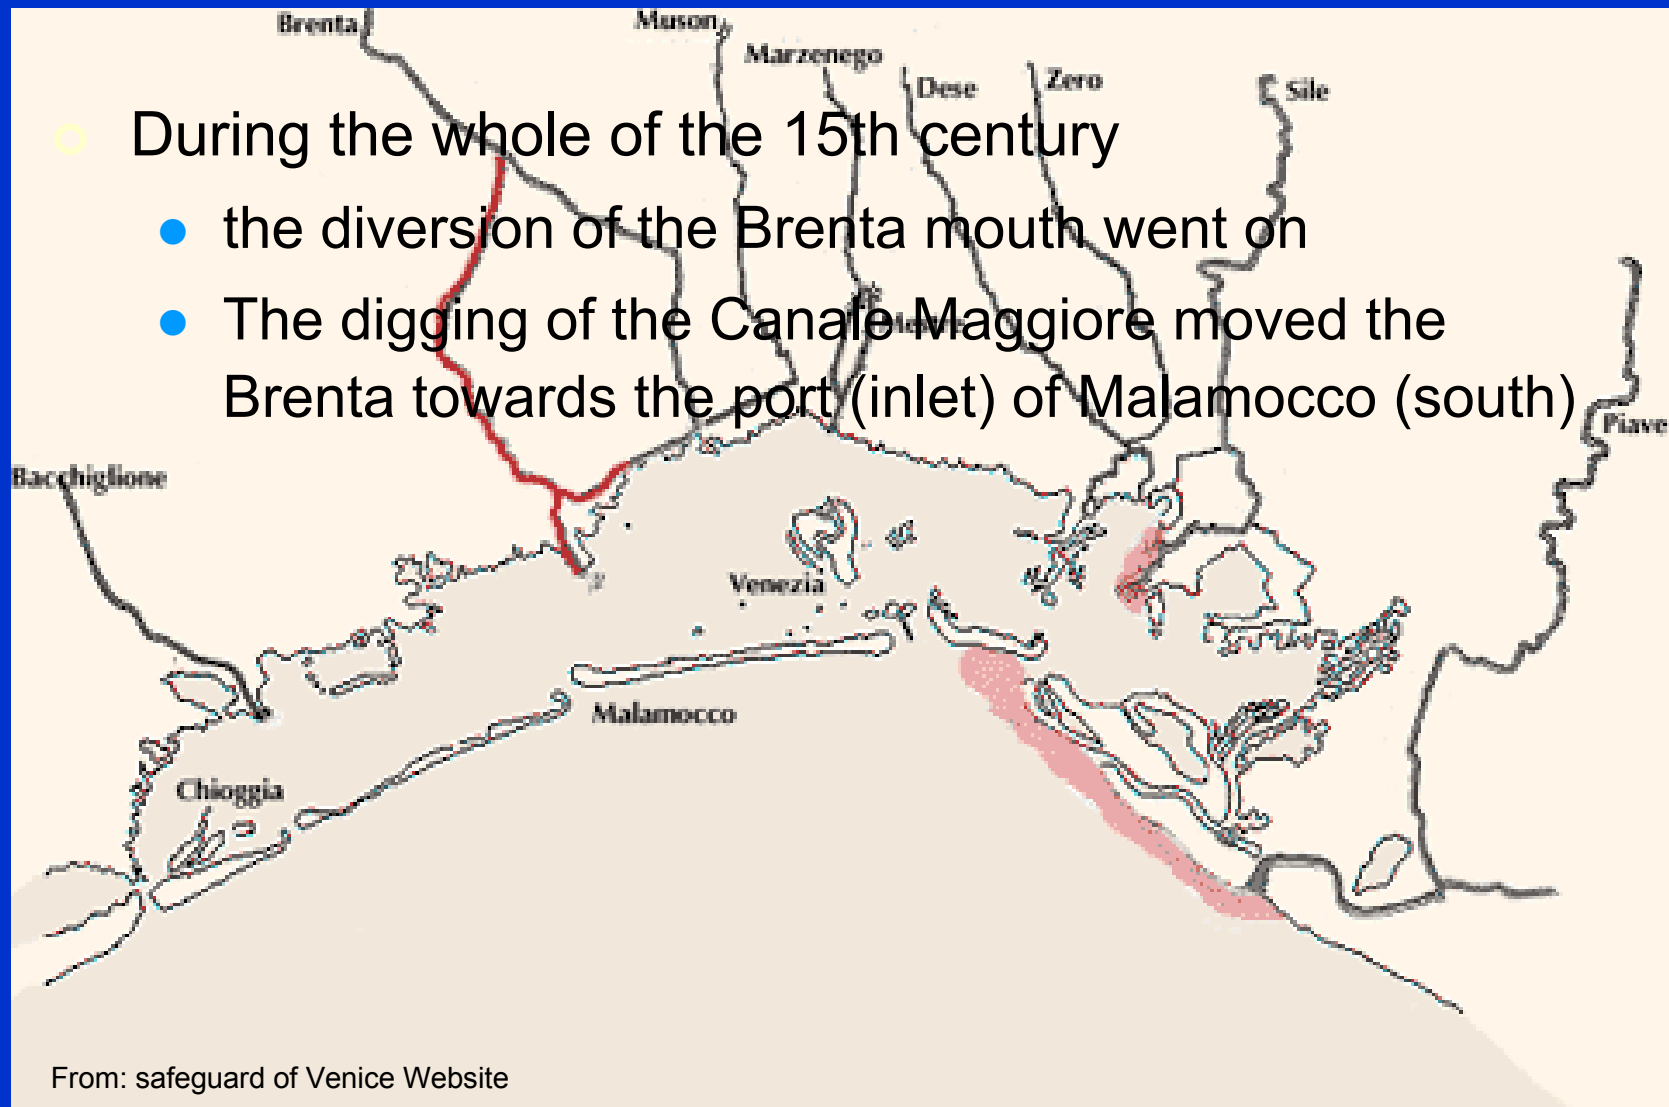 Brenta
Muson
Marzenego
Dese
Zero
Sile
During the whole of the 15th century
the diversion of the Brenta mouth went on
The digging of the Canale Maggiore moved the
Mestre
Brenta towards the port (inlet) of Malamocco (south)
Piave
Bacchiglione
Venezia
Malamocco
Chioggia
From: safeguard of Venice Website